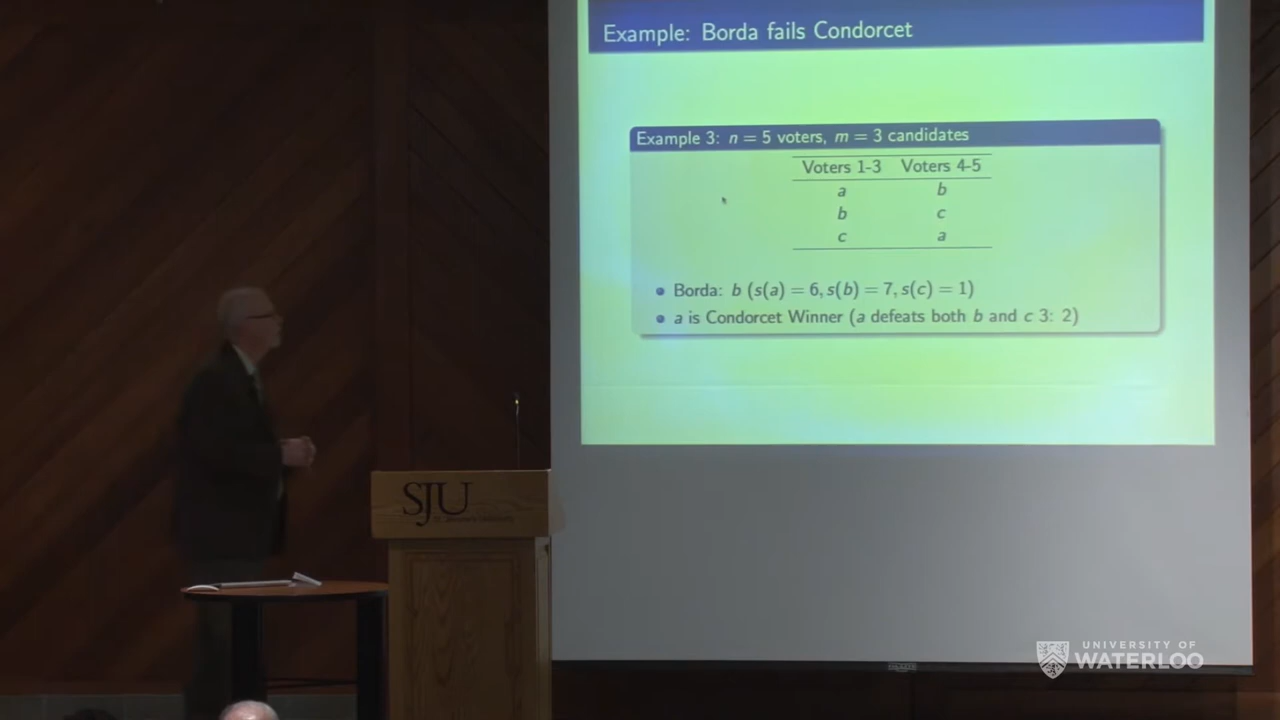 Example: Borda fails Condorcet
Example 3: n = 5 voters, m = 3 candidates
Voters 1-3 Voters 4-5
a b
b c
c a
Borda: b (s(a) = 6, s(b) = 7, s(c) = 1)
a is Condorcet Winner (a defeats both b and c 3: 2)
SJU
UNIVERSITY OF
WATERLOO